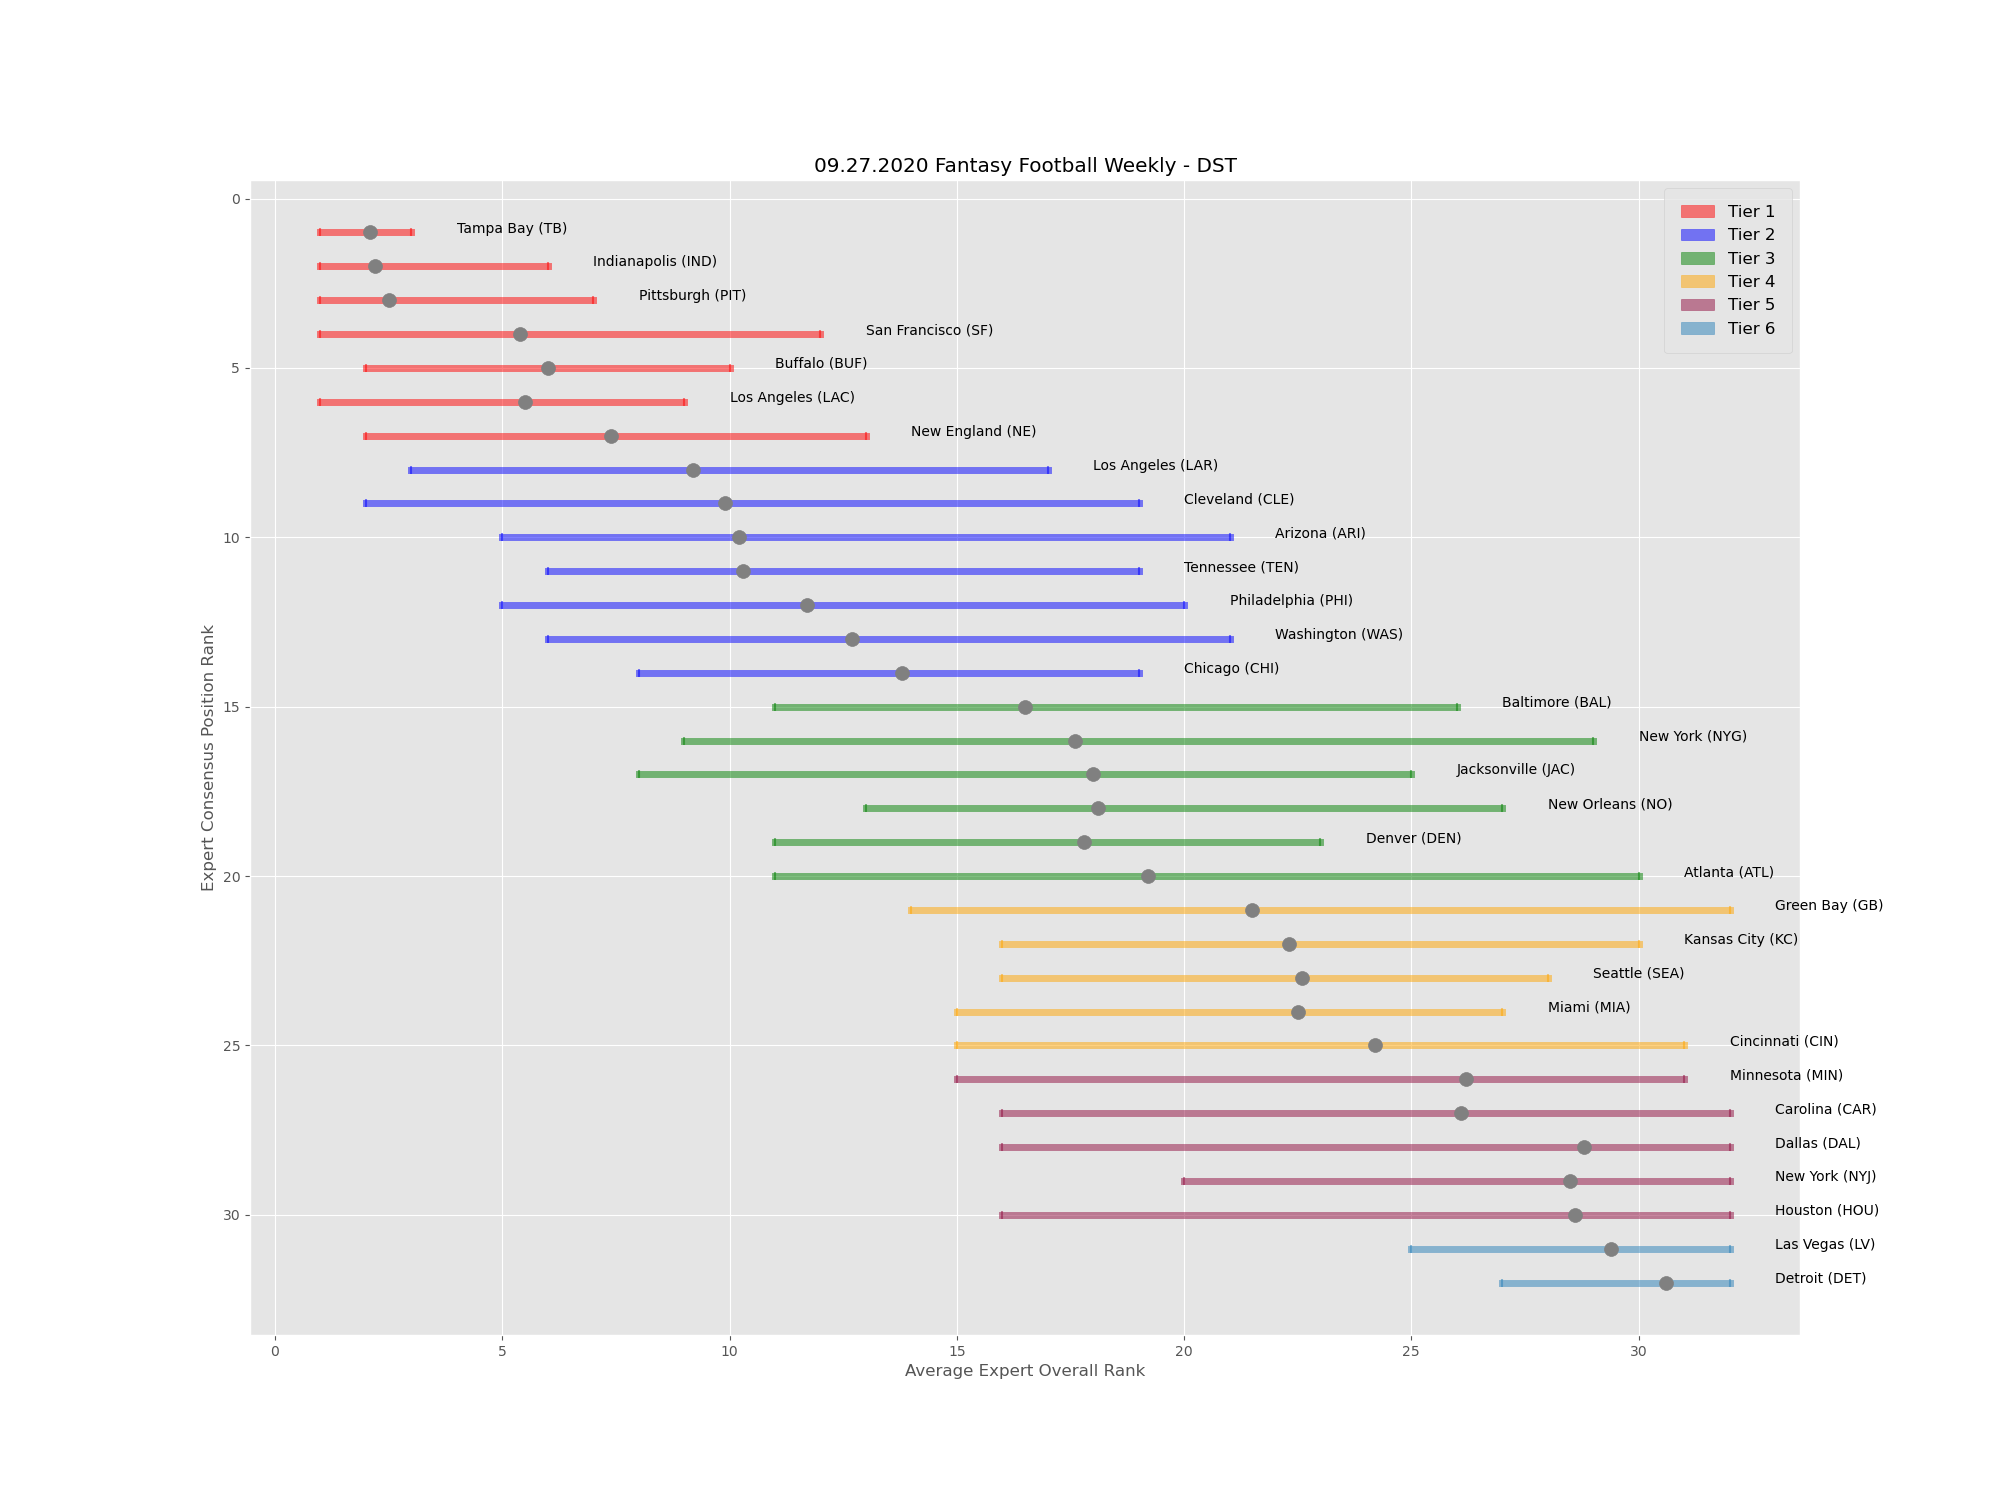 09.27.2020 Fantasy Football Weekly - DST
Tier 1
Tier 2
Tier 3
Tier 4
Tier 5
Tier 6
Expert Consensus Position Rank
0
5
10
15
20
25
30
Tampa Bay (TB)
Indianapolis (IND)
Pittsburgh (PIT)
San Francisco (SF)
Buffalo (BUF)
Los Angeles (LAC)
New England (NE)
Los Angeles (LAR)
Cleveland (CLE)
Arizona (ARI)
Tennessee (TEN)
Philadelphia (PHI)
Washington (WAS)
Chicago (CHI)
Baltimore (BAL)
New York (NYG)
Jacksonville (JAC)
New Orleans (NO)
Denver (DEN)
Atlanta (ATL)
Green Bay (GB)
Kansas City (KC)
Seattle (SEA)
Miami (MIA)
Cincinnati (CIN)
Minnesota (MIN)
Carolina (CAR)
Dallas (DAL)
New York (NYJ)
Houston (HOU)
Las Vegas (LV)
Detroit (DET)
0 5 10 15 20 25 30
Average Expert Overall Rank